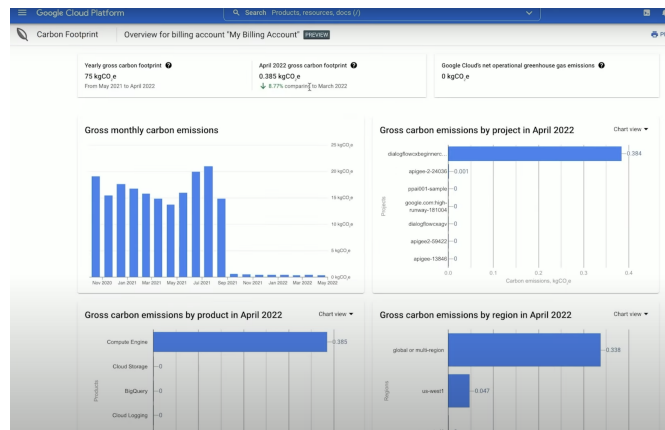 Google Cloud Platform
Search Products, resources, docs (/)
Carbon Footprint
Overview for billing account "My Billing Account" PREVIEW
Yearly gross carbon footprint
75 kgCO₂e
From May 2021 to April 2022
April 2022 gross carbon footprint
0.385 kgCO₂e
8.77% comparing to March 2022
Google Cloud's net operational greenhouse gas emissions
0 kgCO₂e
Gross monthly carbon emissions
25 kgCO₂e
20 kgCO₂e
15 kgCO₂e
10 kgCO₂e
5 kgCO₂e
0 kgCO₂e
Nov 2020 Jan 2021 Mar 2021 May 2021 Jul 2021 Sep 2021 Nov 2021 Jan 2022 Mar 2022 May 2022
Gross carbon emissions by project in April 2022
Chart view
Projects
dialogflowcxbeginnerc... 0.384
apigee-2-24036 0.001
ppai001-sample 0
google.com:high-
runway-181004 0
dialogflowcxagv 0
apigee2-59422 0
apigee-13846 0
0.0 0.1 0.2 0.3 0.4
Carbon emissions, kgCO₂e
Gross carbon emissions by product in April 2022
Chart view
Products
Compute Engine 0.385
Cloud Storage 0
BigQuery 0
Cloud Logging 0
Gross carbon emissions by region in April 2022
Chart view
Regions
global or multi-region 0.338
us-west1 0.047